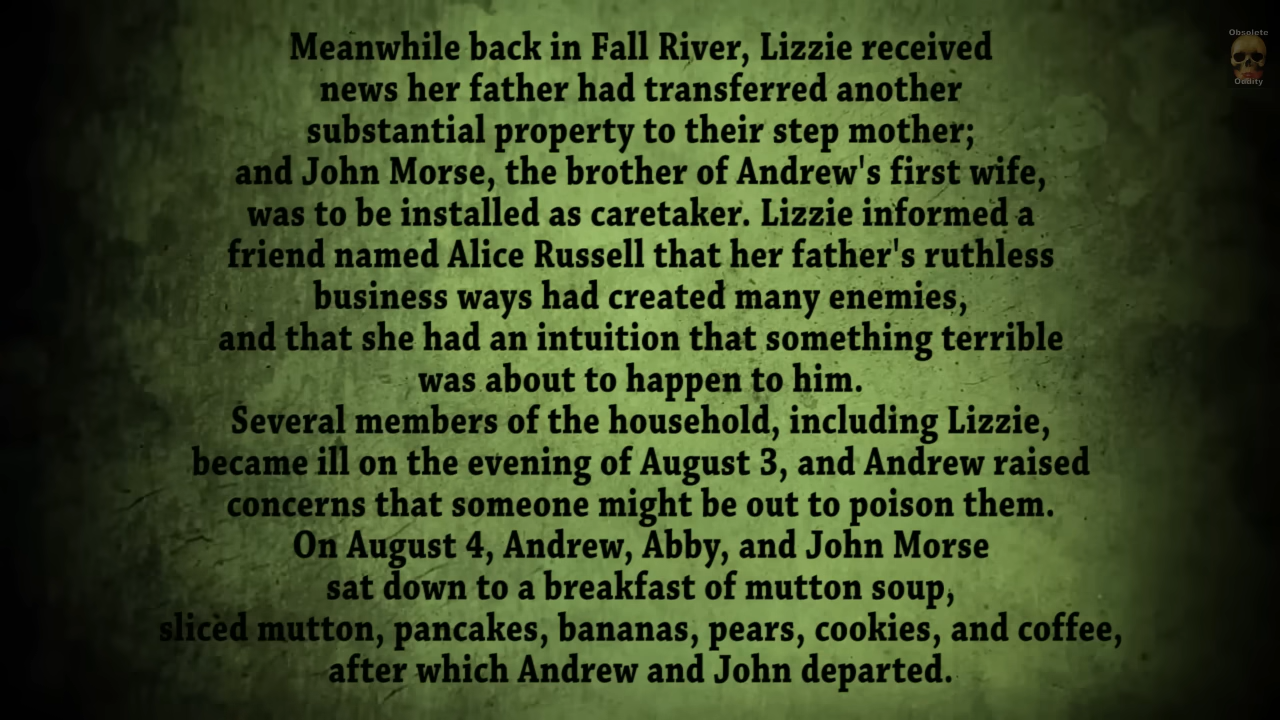 Meanwhile back in Fall River, Lizzie received
news her father had transferred another
substantial property to their step mother;
and John Morse, the brother of Andrew's first wife,
was to be installed as caretaker. Lizzie informed a
friend named Alice Russell that her father's ruthless
business ways had created many enemies,
and that she had an intuition that something terrible
was about to happen to him.
Several members of the household, including Lizzie,
became ill on the evening of August 3, and Andrew raised
concerns that someone might be out to poison them.
On August 4, Andrew, Abby, and John Morse
sat down to a breakfast of mutton soup,
sliced mutton, pancakes, bananas, pears, cookies, and coffee,
after which Andrew and John departed.
Obsolete
Oddity